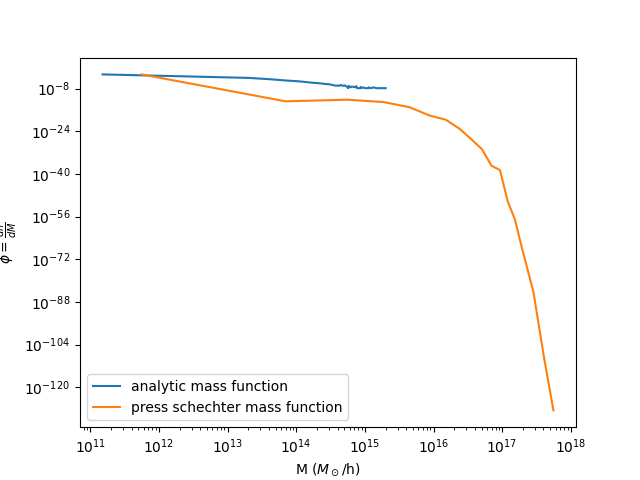 10^-8
10^-24
10^-40
10^-56
10^-72
10^-88
10^-104
10^-120
ϕ = dn/dM
analytic mass function
press schechter mass function
10^11 10^12 10^13 10^14 10^15 10^16 10^17 10^18
M (M_⊙/h)